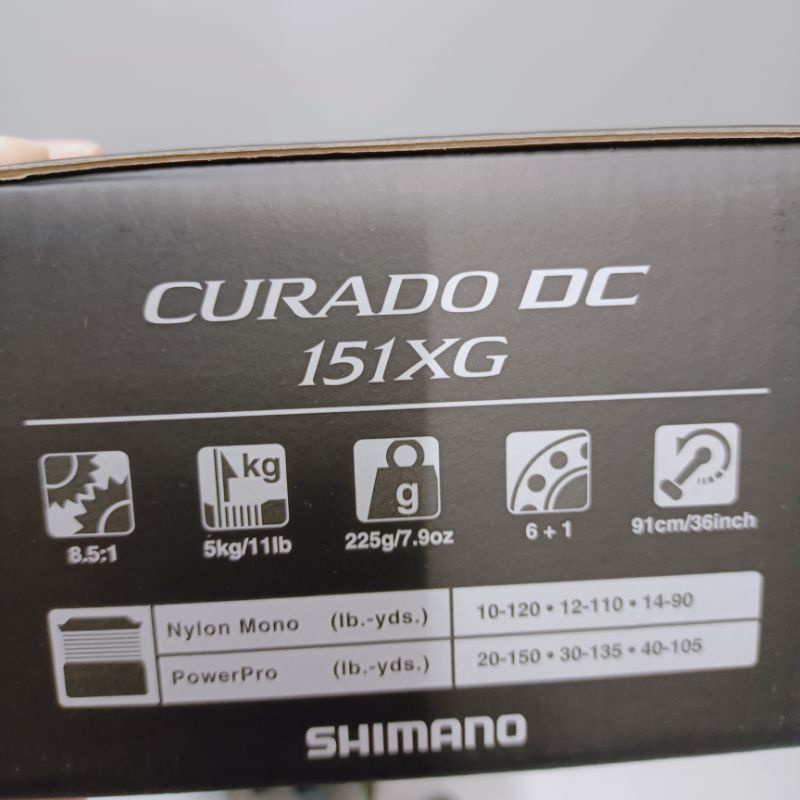 CURADO DC
151XG
kg
g
8.5:1 5kg/11lb 225g/7.9oz 6+1 91cm/36inch
Nylon Mono (lb.-yds.) 10-120 • 12-110 • 14-90
PowerPro (lb.-yds.) 20-150 • 30-135 • 40-105
SHIMANO